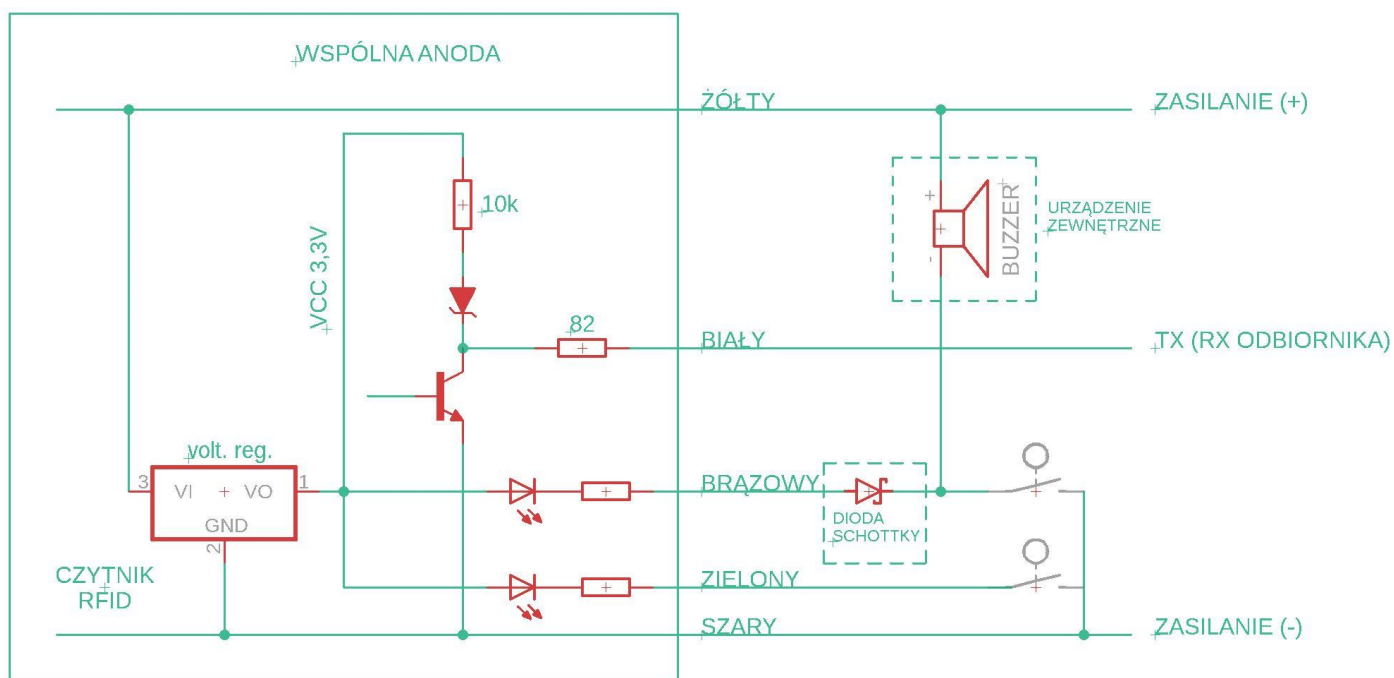 WSPÓLNA ANODA
ŻÓŁTY
ZASILANIE (+)
10k
+
BUZZER
-
URZĄDZENIE
ZEWNĘTRZNE
VCC 3,3V
82
BIAŁY
TX (RX ODBIORNIKA)
volt. reg.
3
VI
VO
1
GND
2
BRĄZOWY
DIODA
SCHOTTKY
CZYTNIK
RFID
ZIELONY
SZARY
ZASILANIE (-)